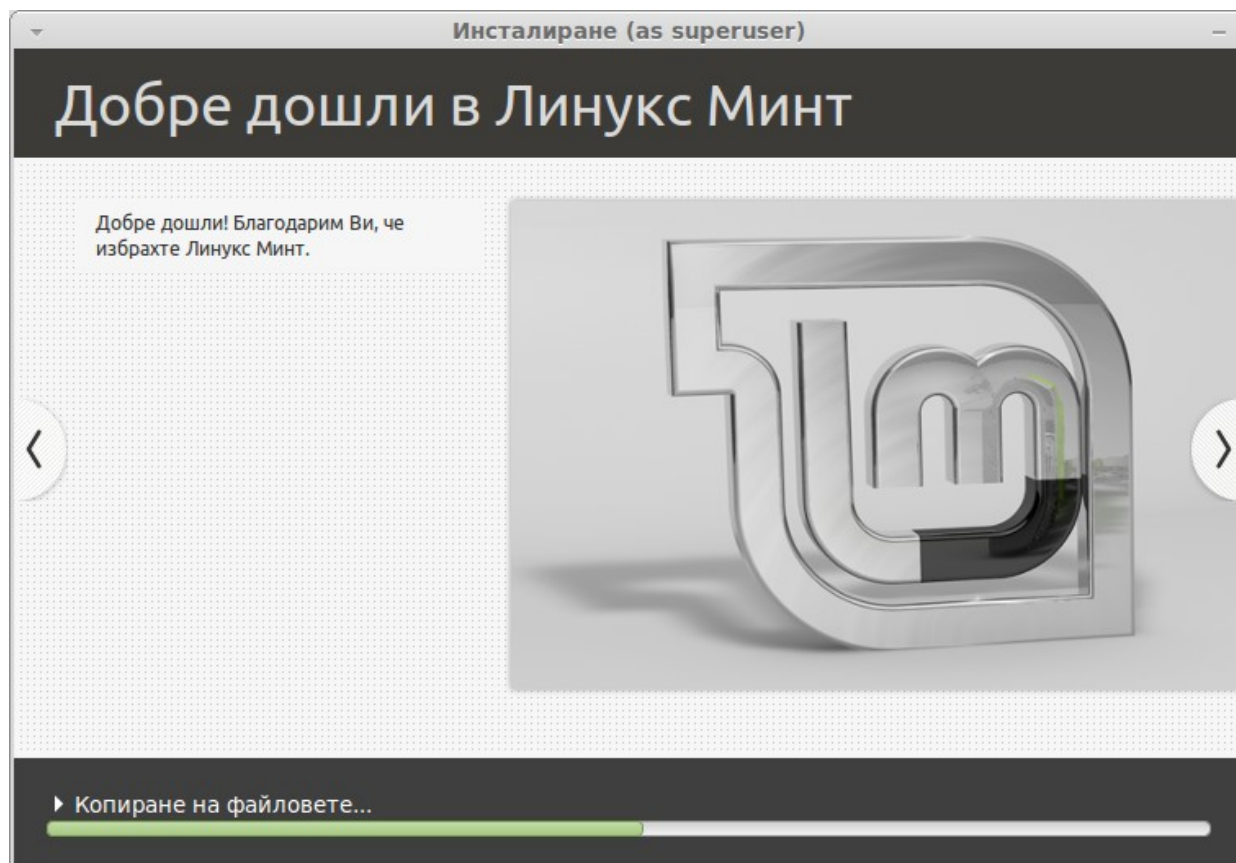 Инсталиране (as superuser)
Добре дошли в Линукс Минт
Добре дошли! Благодарим Ви, че
избрахте Линукс Минт.
Копиране на файловете...